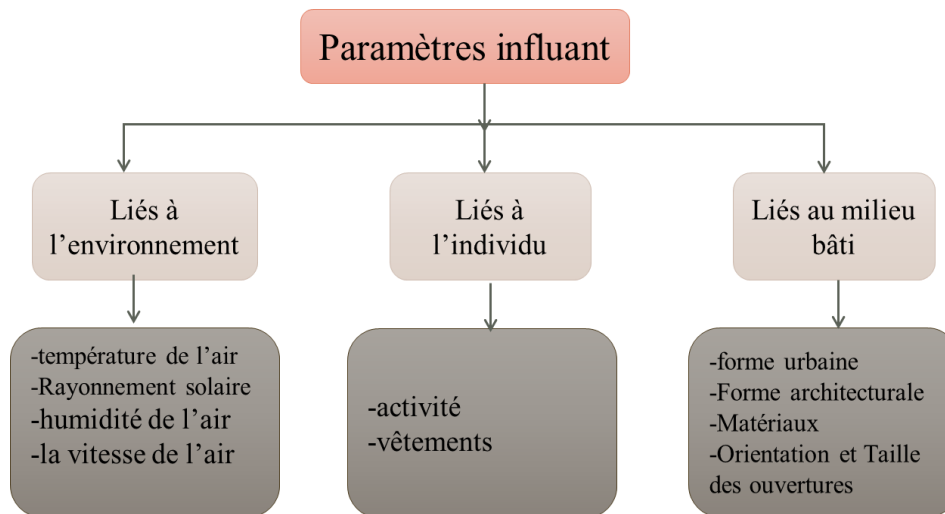 Paramètres influant
Liés à
l’environnement
-température de l’air
-Rayonnement solaire
-humidité de l’air
-la vitesse de l’air
Liés à
l’individu
-activité
-vêtements
Liés au milieu
bâti
-forme urbaine
-Forme architecturale
-Matériaux
-Orientation et Taille
des ouvertures